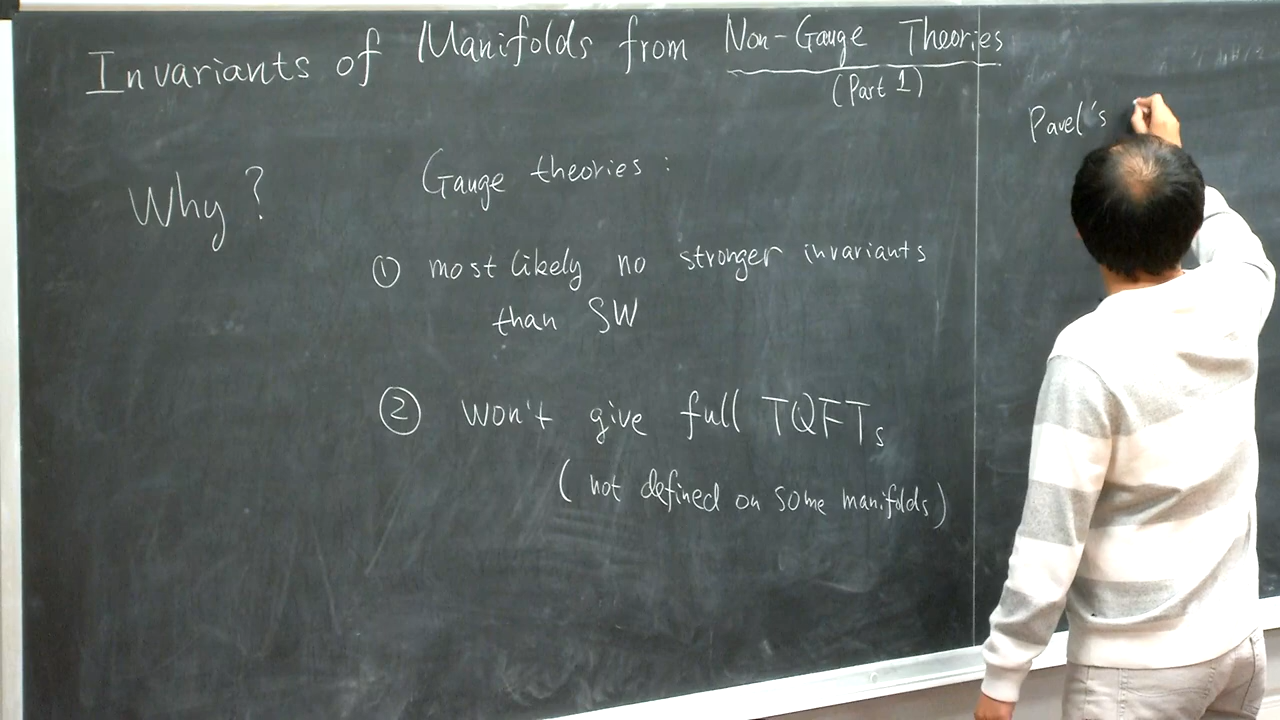 Invariants of Manifolds from Non-Gauge Theories
(Part 1)
Why?
Gauge theories:
① most likely no stronger invariants
than SW
② won't give full TQFTs
(not defined on some manifolds)
Pavel's